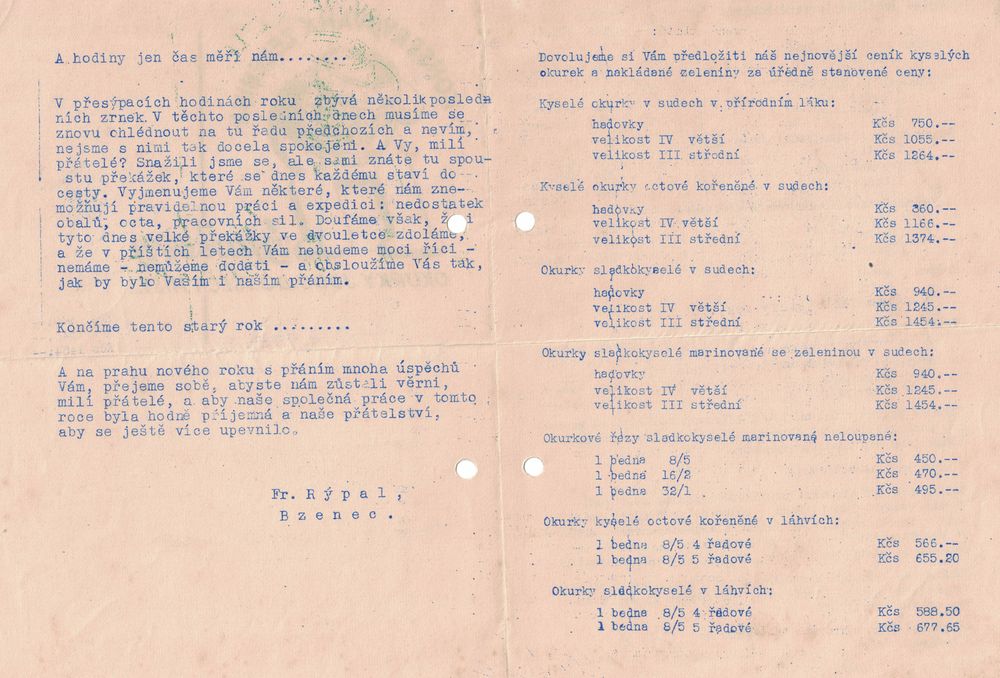 A hodiny jen čas měří nám........
V přesýpacích hodinách roku zbývá několik posled
ních zrnek. V těchto posledních dnech musíme se
znovu ohlédnout na tu řadu předchozích a nevím,
nejsme s nimi tak docela spokojeni. A Vy, milí
přátelé? Snažili jsme se, ale sami znáte tu spou-
stu překážek, které se dnes každému staví do
cesty. Vyjmenujeme Vám některé, které nám zne-
možňují pravidelnou práci a expedici: nedostatek
obalů, octa, pracovních sil. Doufáme však, že i
tyto dnes velké překážky ve dvouletce zdoláme,
a že v příštích letech Vám nebudeme moci říci -
nemáme - nemůžeme dodati - a obsloužíme Vás tak,
jak by bylo Vaším i naším přáním.
Končíme tento starý rok .........
A na prahu nového roku s přáním mnoha úspěchů
Vám, přejeme sobě, abyste nám zůstali věrni,
milí přátelé, a aby naše společná práce v tomto
roce byla hodně příjemná a naše přátelství,
aby se ještě více upevnilo.
Fr. Rýpal,
Bzenec.
Dovolujeme si Vám předložiti náš nejnovější ceník kyselých
okurek a nakládané zeleniny za úředně stanovené ceny:
Kyselé okurky v sudech v přírodním láku:
hadovky Kčs 750.--
velikost IV větší Kčs 1055.--
velikost III střední Kčs 1264.--
Kyselé okurky octové kořeněné v sudech:
hadovky Kčs 860.--
velikost IV větší Kčs 1166.--
velikost III střední Kčs 1374.--
Okurky sladkokyselé v sudech:
hadovky Kčs 940.--
velikost IV větší Kčs 1245.--
velikost III střední Kčs 1454.--
Okurky sladkokyselé marinované se zeleninou v sudech:
hadovky Kčs 940.--
velikost IV větší Kčs 1245.--
velikost III střední Kčs 1454.--
Okurkové řezy sladkokyselé marinované neloupané:
1 bedna 8/5 Kčs 450.--
1 bedna 16/2 Kčs 470.--
1 bedna 32/1 Kčs 495.--
Okurky kyselé octové kořeněné v láhvích:
1 bedna 8/5 4 řadové Kčs 566.--
1 bedna 8/5 5 řadové Kčs 655.20
Okurky sladkokyselé v láhvích:
1 bedna 8/5 4 řadové Kčs 588.50
1 bedna 8/5 5 řadové Kčs 677.65